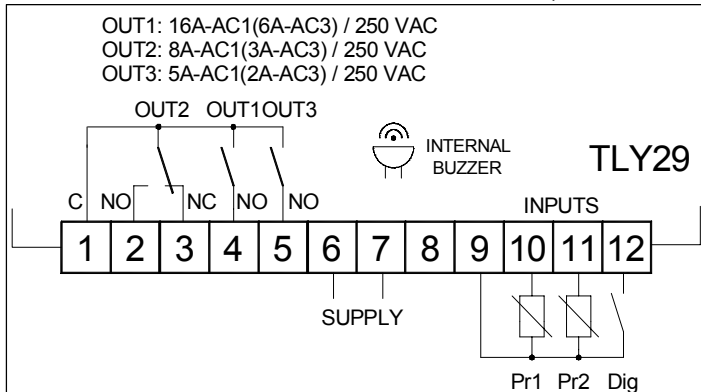 OUT1: 16A-AC1(6A-AC3) / 250 VAC
OUT2: 8A-AC1(3A-AC3) / 250 VAC
OUT3: 5A-AC1(2A-AC3) / 250 VAC
OUT2 OUT1OUT3
INTERNAL
BUZZER
TLY29
C NO NC NO NO
INPUTS
1 2 3 4 5 6 7 8 9 10 11 12
SUPPLY
Pr1 Pr2 Dig